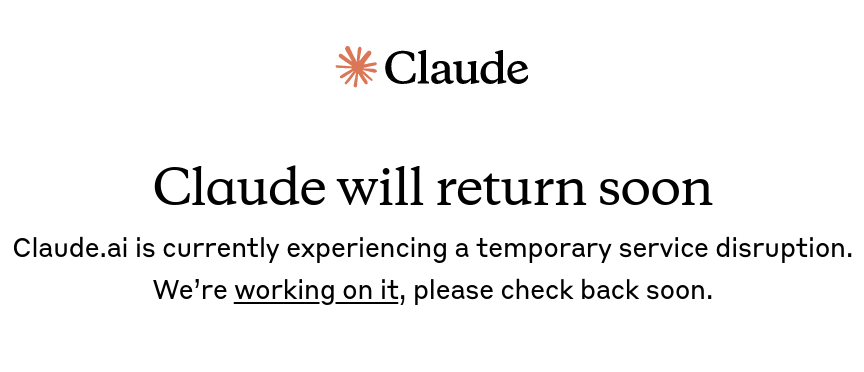 Claude
Claude will return soon
Claude.ai is currently experiencing a temporary service disruption.
We’re working on it, please check back soon.